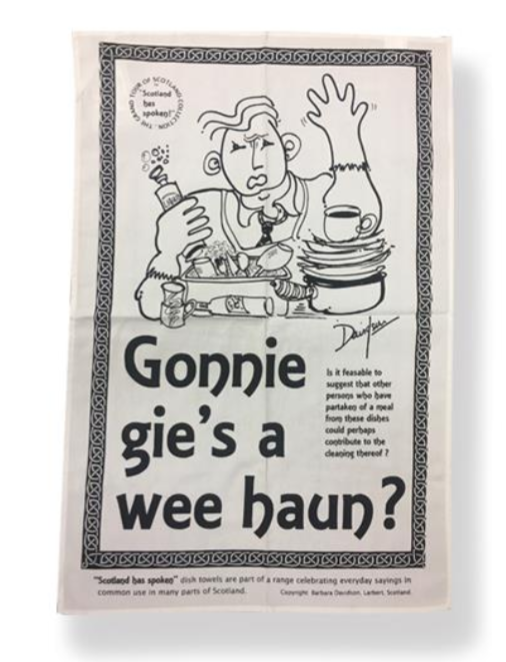 THE GRAND TOUR OF SCOTLAND COLLECTION
"Scotland
has
spoken!"
Davidson
Gonnie
gie's a
wee haun?
Is it feasable to
suggest that other
persons who have
partaken of a meal
from these dishes
could perhaps
contribute to the
cleaning thereof ?
"Scotland has spoken" dish towels are part of a range celebrating everyday sayings in
common use in many parts of Scotland.
Copyright Barbara Davidson, Larbert, Scotland.